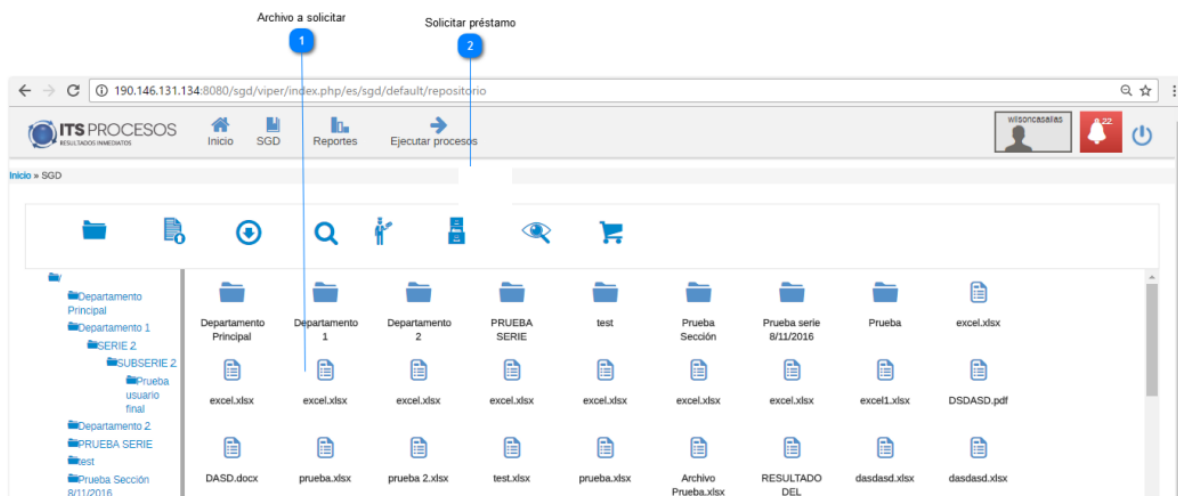 Archivo a solicitar
Solicitar préstamo
1
2
190.146.131.134:8080/sgd/viper/index.php/es/sgd/default/repositorio
ITS PROCESOS
RESULTADOS INMEDIATOS
Inicio
SGD
Reportes
Ejecutar procesos
wilsoncasallas
22
Inicio » SGD
/
Departamento
Principal
Departamento 1
SERIE 2
SUBSERIE 2
Prueba
usuario
final
Departamento 2
PRUEBA SERIE
test
Prueba Sección
8/11/2016
Departamento
Principal
Departamento
1
Departamento
2
PRUEBA
SERIE
test
Prueba
Sección
Prueba serie
8/11/2016
Prueba
excel.xlsx
excel.xlsx
excel.xlsx
excel.xlsx
excel.xlsx
excel.xlsx
excel.xlsx
excel.xlsx
excel1.xlsx
DSDASD.pdf
DASD.docx
prueba.xlsx
prueba 2.xlsx
test.xlsx
prueba.xlsx
Archivo
Prueba.xlsx
RESULTADO
DEL
dasdasd.xlsx
dasdasd.xlsx